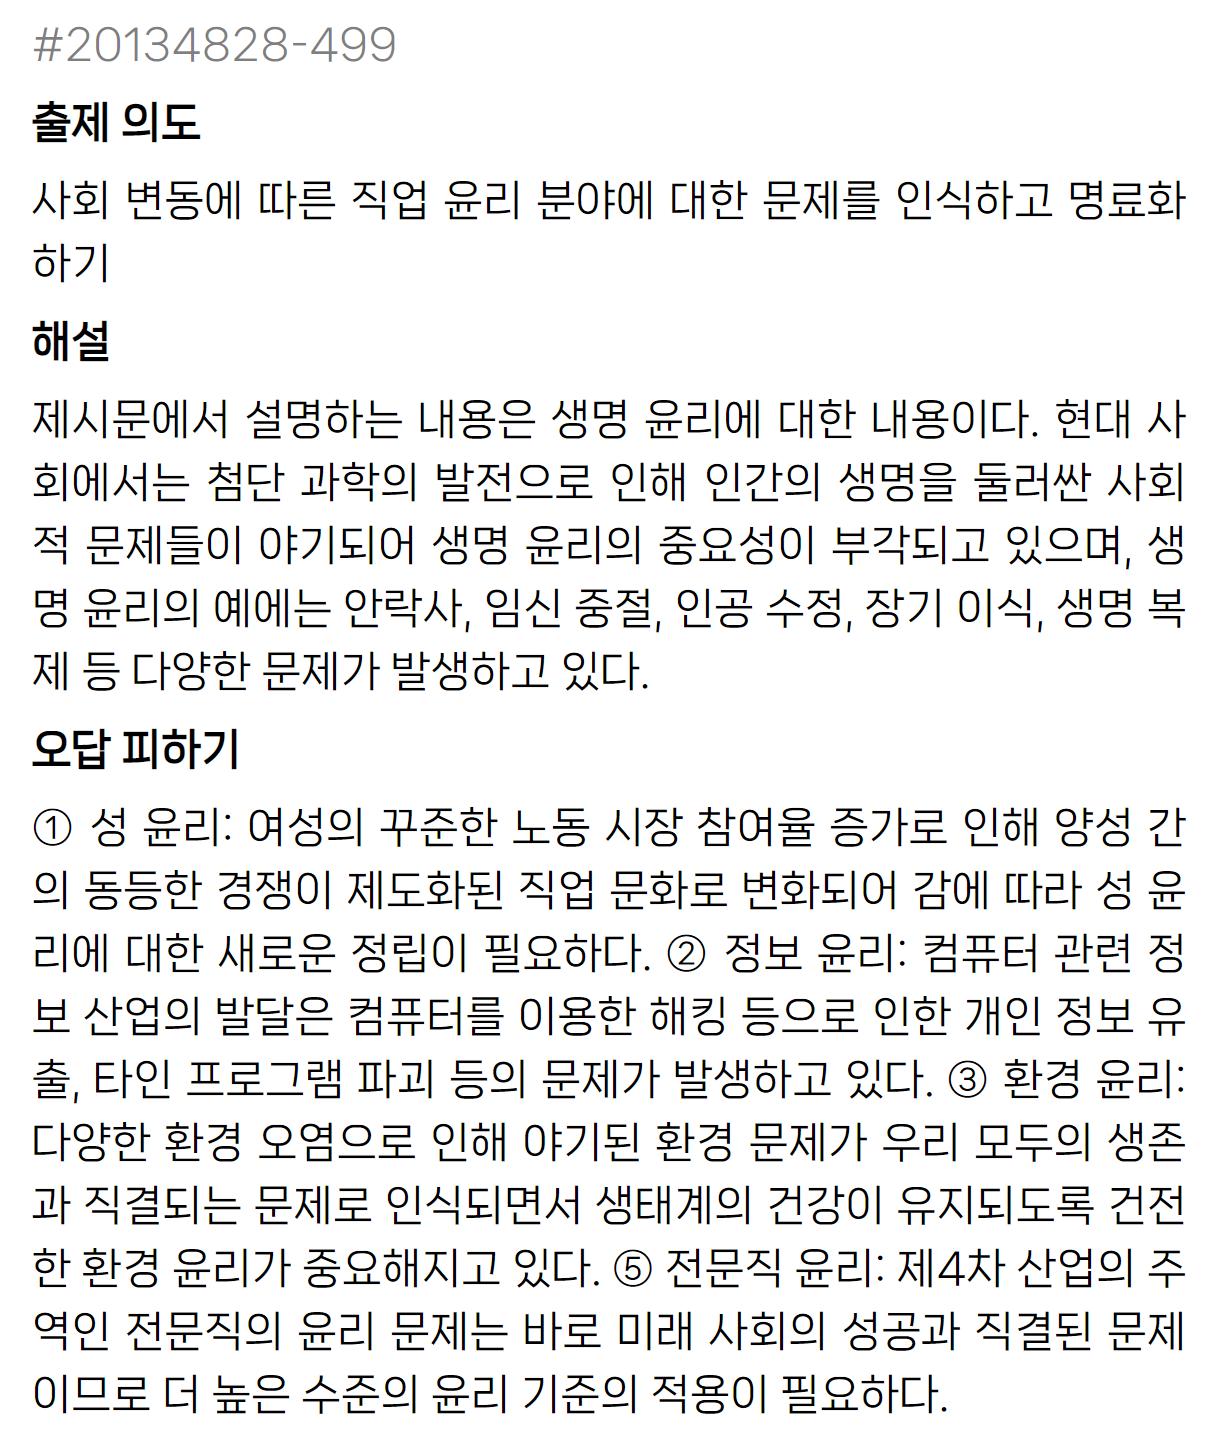 #20134828-499
출제 의도
사회 변동에 따른 직업 윤리 분야에 대한 문제를 인식하고 명료화
하기
해설
제시문에서 설명하는 내용은 생명 윤리에 대한 내용이다. 현대 사
회에서는 첨단 과학의 발전으로 인해 인간의 생명을 둘러싼 사회
적 문제들이 야기되어 생명 윤리의 중요성이 부각되고 있으며, 생
명 윤리의 예에는 안락사, 임신 중절, 인공 수정, 장기 이식, 생명 복
제 등 다양한 문제가 발생하고 있다.
오답 피하기
① 성 윤리: 여성의 꾸준한 노동 시장 참여율 증가로 인해 양성 간
의 동등한 경쟁이 제도화된 직업 문화로 변화되어 감에 따라 성 윤
리에 대한 새로운 정립이 필요하다. ② 정보 윤리: 컴퓨터 관련 정
보 산업의 발달은 컴퓨터를 이용한 해킹 등으로 인한 개인 정보 유
출, 타인 프로그램 파괴 등의 문제가 발생하고 있다. ③ 환경 윤리:
다양한 환경 오염으로 인해 야기된 환경 문제가 우리 모두의 생존
과 직결되는 문제로 인식되면서 생태계의 건강이 유지되도록 건전
한 환경 윤리가 중요해지고 있다. ⑤ 전문직 윤리: 제4차 산업의 주
역인 전문직의 윤리 문제는 바로 미래 사회의 성공과 직결된 문제
이므로 더 높은 수준의 윤리 기준의 적용이 필요하다.